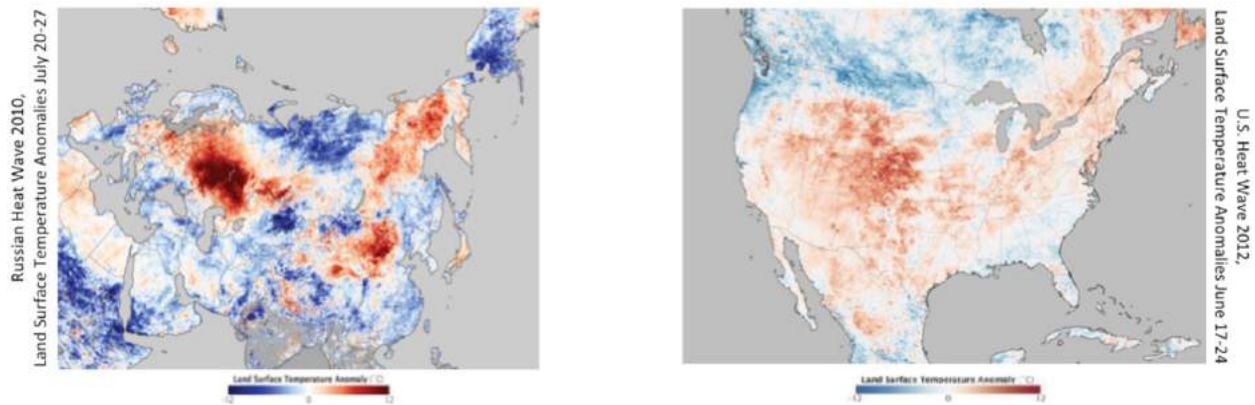 Russian Heat Wave 2010,
Land Surface Temperature Anomalies July 20-27
Land Surface Temperature Anomaly (°C)
-12 0 12
U.S. Heat Wave 2012,
Land Surface Temperature Anomalies June 17-24
Land Surface Temperature Anomaly (°C)
-12 0 12